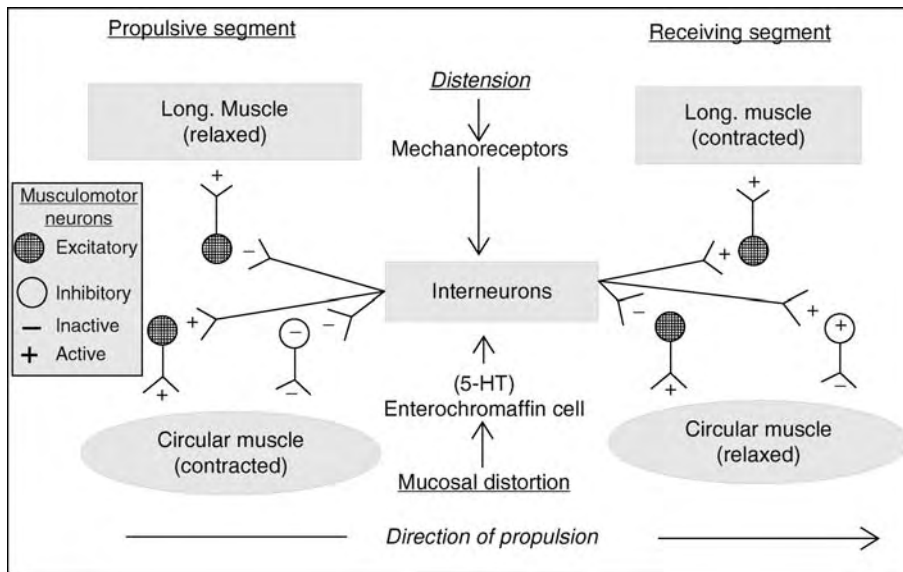 Propulsive segment
Receiving segment
Long. Muscle
(relaxed)
Distension
Mechanoreceptors
Long. muscle
(contracted)
Musculomotor
neurons
Excitatory
Inhibitory
– Inactive
+ Active
+
–
+
–
–
+
–
Interneurons
+
+
–
+
+
+
–
(5-HT)
Enterochromaffin cell
Mucosal distortion
Circular muscle
(contracted)
Circular muscle
(relaxed)
Direction of propulsion